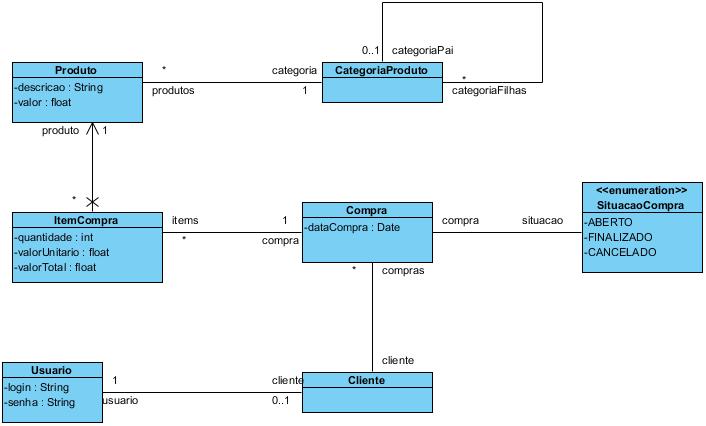 0..1 categoriaPai
Produto
-descricao : String
-valor : float
*
produtos
categoria
1
CategoriaProduto
*
categoriaFilhas
produto 1
*
ItemCompra
-quantidade : int
-valorUnitario : float
-valorTotal : float
items
*
1
compra
Compra
-dataCompra : Date
compra
situacao
<<enumeration>>
SituacaoCompra
-ABERTO
-FINALIZADO
-CANCELADO
* compras
cliente
Usuario
-login : String
-senha : String
1
usuario
cliente
0..1
Cliente